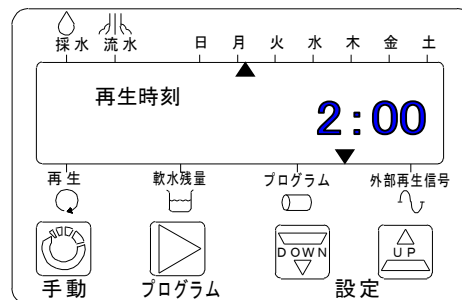 採水 流水 日 月 火 水 木 金 土
再生時刻
2:00
再生 軟水残量 プログラム 外部再生信号
DOWN UP
手動 プログラム 設定